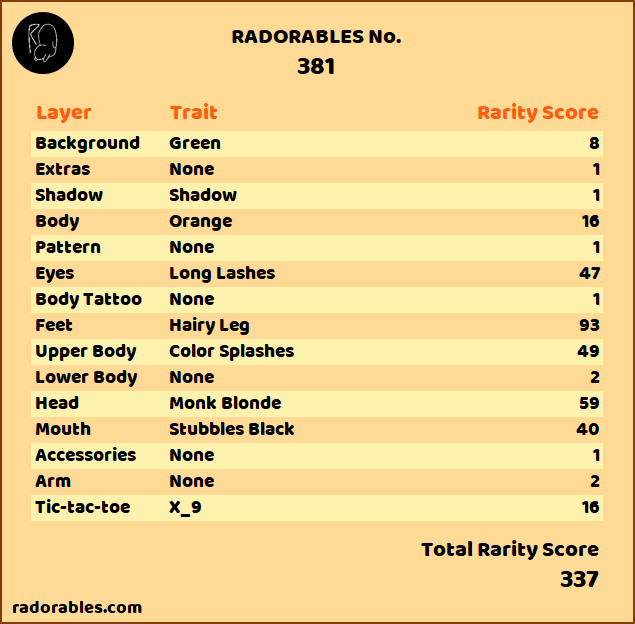 RADORABLES No.
381
Layer Trait Rarity Score
Background Green 8
Extras None 1
Shadow Shadow 1
Body Orange 16
Pattern None 1
Eyes Long Lashes 47
Body Tattoo None 1
Feet Hairy Leg 93
Upper Body Color Splashes 49
Lower Body None 2
Head Monk Blonde 59
Mouth Stubbles Black 40
Accessories None 1
Arm None 2
Tic-tac-toe X_9 16
Total Rarity Score
337
radorables.com